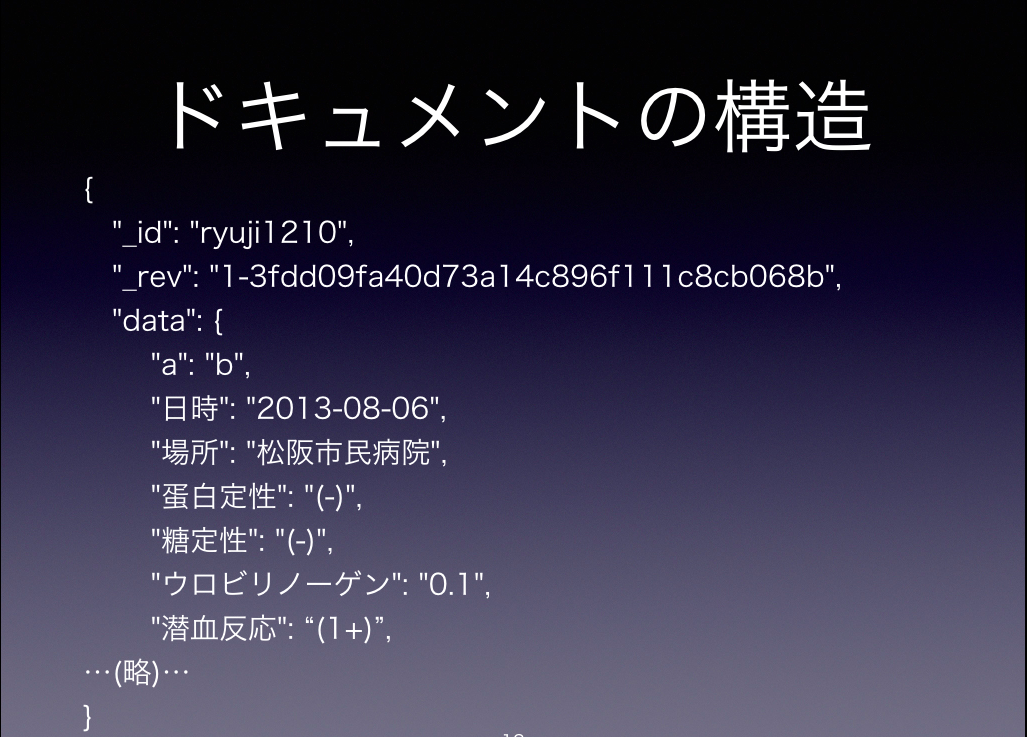 ドキュメントの構造
{
"_id": "ryuji1210",
"_rev": "1-3fdd09fa40d73a14c896f111c8cb068b",
"data": {
"a": "b",
"日時": "2013-08-06",
"場所": "松阪市民病院",
"蛋白定性": "(-)",
"糖定性": "(-)",
"ウロビリノーゲン": "0.1",
"潜血反応": “(1+)”,
…(略)…
}